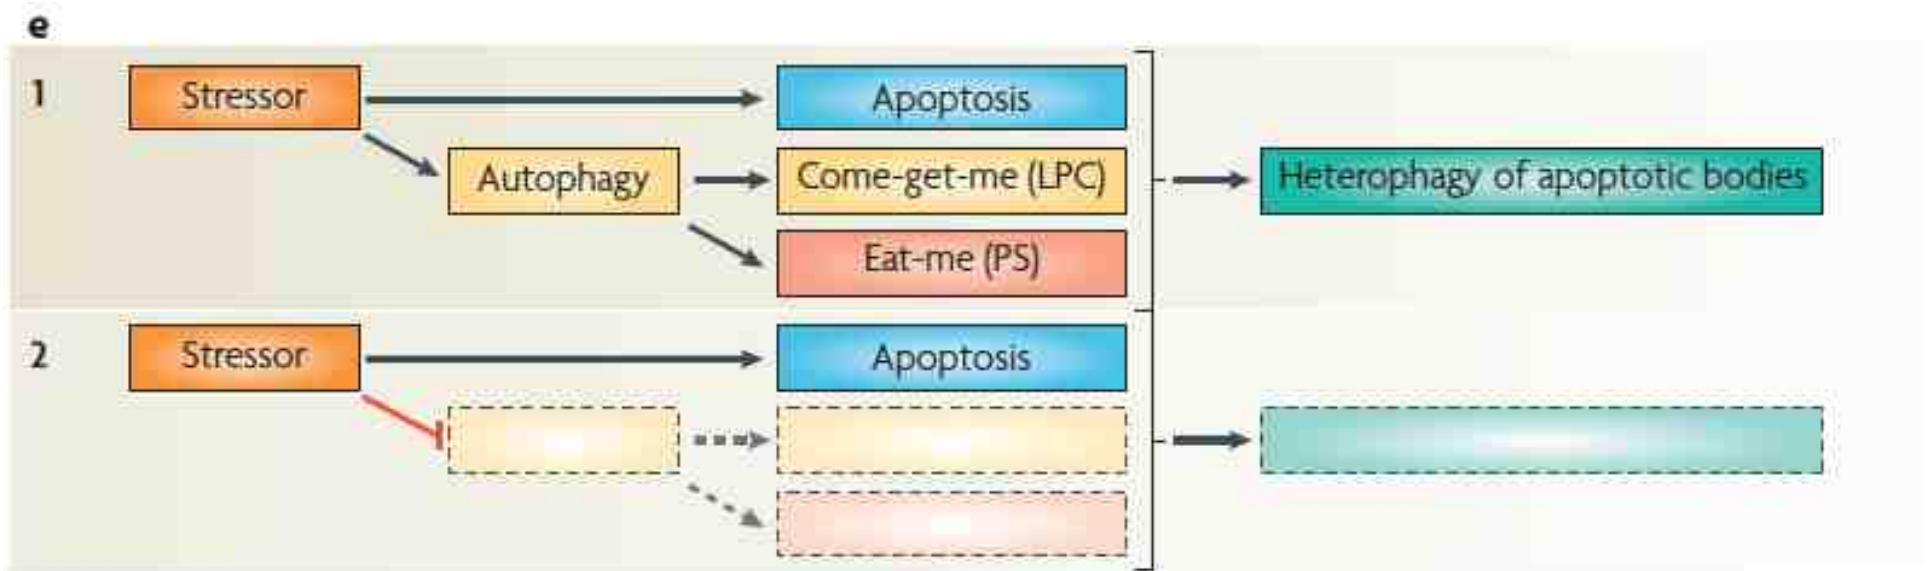 e
1
Stressor
Apoptosis
Autophagy
Come-get-me (LPC)
Heterophagy of apoptotic bodies
Eat-me (PS)
2
Stressor
Apoptosis